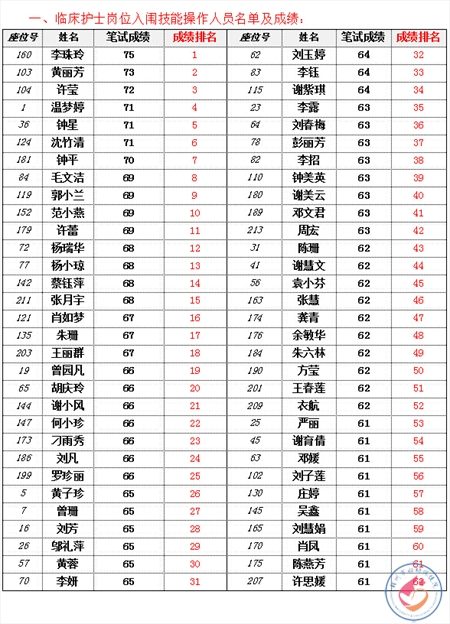 一、临床护士岗位入闱技能操作人员名单及成绩：
座位号 姓名 笔试成绩 成绩排名 座位号 姓名 笔试成绩 成绩排名
160 李珠玲 75 1 62 刘玉婷 64 32
103 黄丽芳 73 2 83 李钰 64 33
104 许莹 72 3 115 谢紫琪 64 34
1 温梦婷 71 4 23 李露 63 35
36 钟星 71 5 64 刘春梅 63 36
124 沈竹清 71 6 78 彭丽芳 63 37
181 钟平 70 7 82 李招 63 38
84 毛文洁 69 8 110 钟美英 63 39
119 郭小兰 69 9 180 谢美云 63 40
152 范小燕 69 10 189 邓文君 63 41
179 许蕾 69 11 213 周宏 63 42
72 杨瑞华 68 12 31 陈珊 62 43
77 杨小琼 68 13 41 谢慧文 62 44
142 蔡钰萍 68 14 56 袁小芬 62 45
211 张月宇 68 15 163 张慧 62 46
121 肖如梦 67 16 174 龚青 62 47
135 朱珊 67 17 176 余敏华 62 48
203 王丽群 67 18 184 朱六林 62 49
19 曾园凡 66 19 190 方莹 62 50
65 胡庆玲 66 20 201 王春莲 62 51
144 谢小风 66 21 209 衣航 62 52
147 何小珍 66 22 25 严丽 61 53
173 刁雨秀 66 23 45 谢育倩 61 54
186 刘凡 66 24 63 邓媛 61 55
199 罗珍丽 66 25 102 刘子莲 61 56
5 黄子珍 65 26 130 庄婷 61 57
7 曾珊 65 27 145 吴鑫 61 58
16 刘芳 65 28 165 刘慧娟 61 59
26 邬礼萍 65 29 170 肖凤 61 60
57 黄蓉 65 30 175 陈燕芳 61 61
70 李妍 65 31 207 许思媛 61 62